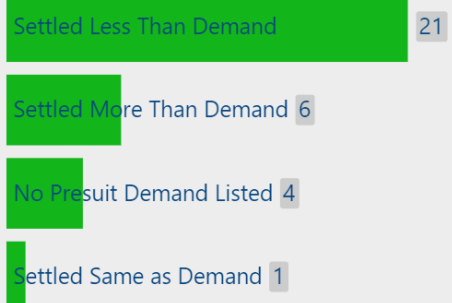 Settled Less Than Demand 21
Settled More Than Demand 6
No Presuit Demand Listed 4
Settled Same as Demand 1